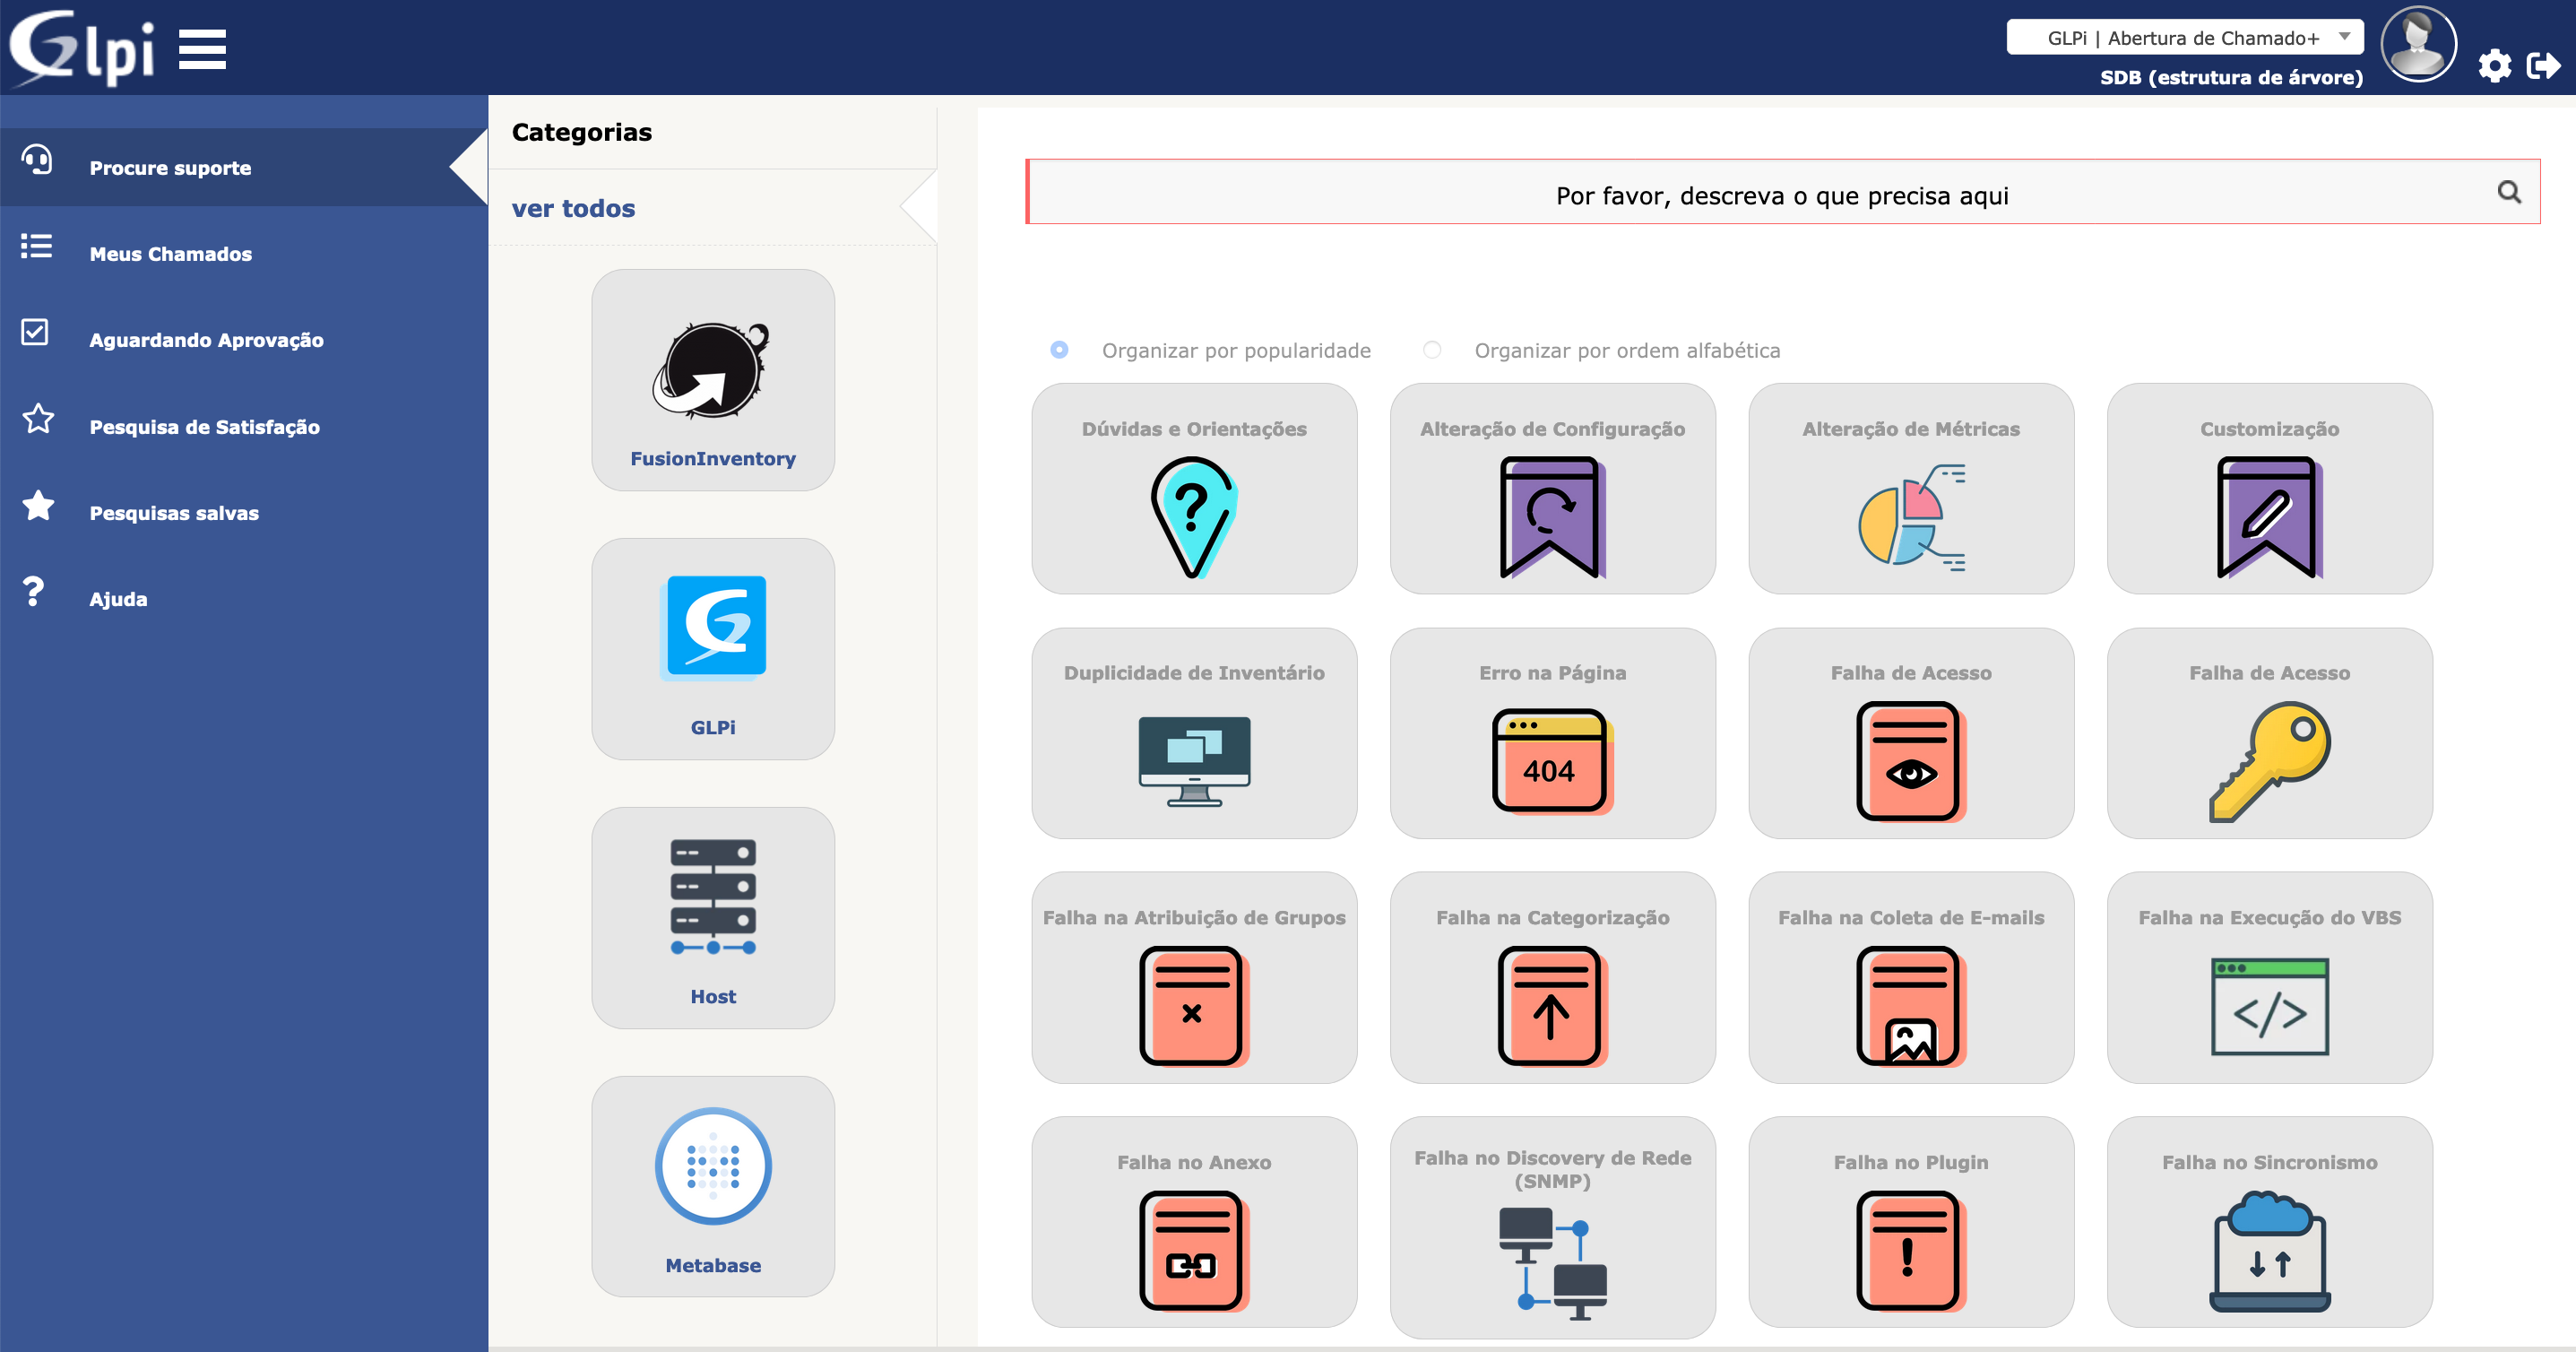 Glpi
GLPi | Abertura de Chamado+
SDB (estrutura de árvore)
Procure suporte
Meus Chamados
Aguardando Aprovação
Pesquisa de Satisfação
Pesquisas salvas
Ajuda
Categorias
ver todos
FusionInventory
GLPi
Host
Metabase
Por favor, descreva o que precisa aqui
Organizar por popularidade
Organizar por ordem alfabética
Dúvidas e Orientações
Alteração de Configuração
Alteração de Métricas
Customização
Duplicidade de Inventário
Erro na Página
404
Falha de Acesso
Falha de Acesso
Falha na Atribuição de Grupos
Falha na Categorização
Falha na Coleta de E-mails
Falha na Execução do VBS
Falha no Anexo
Falha no Discovery de Rede
(SNMP)
Falha no Plugin
Falha no Sincronismo